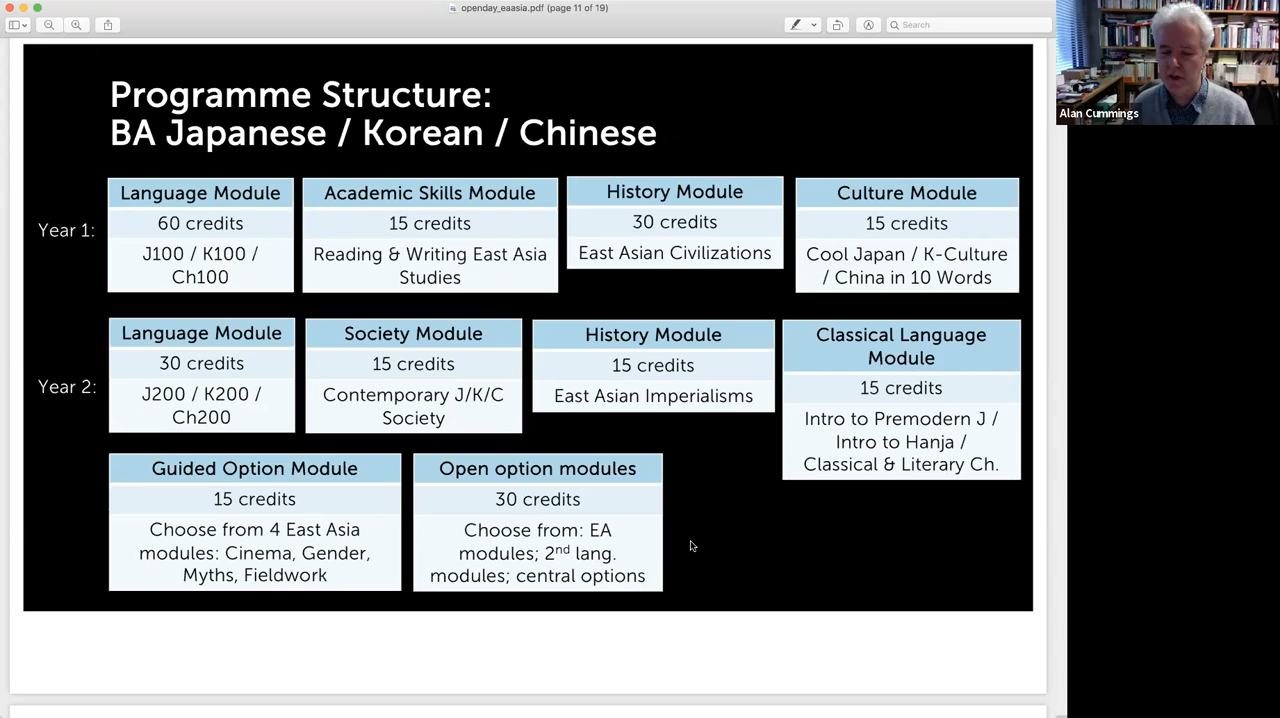 openday_eaasia.pdf (page 11 of 19)
Search
Alan Cummings
Programme Structure:
BA Japanese / Korean / Chinese
Year 1:
Language Module
60 credits
J100 / K100 /
Ch100
Academic Skills Module
15 credits
Reading & Writing East Asia
Studies
History Module
30 credits
East Asian Civilizations
Culture Module
15 credits
Cool Japan / K-Culture
/ China in 10 Words
Year 2:
Language Module
30 credits
J200 / K200 /
Ch200
Society Module
15 credits
Contemporary J/K/C
Society
History Module
15 credits
East Asian Imperialisms
Classical Language
Module
15 credits
Intro to Premodern J /
Intro to Hanja /
Classical & Literary Ch.
Guided Option Module
15 credits
Choose from 4 East Asia
modules: Cinema, Gender,
Myths, Fieldwork
Open option modules
30 credits
Choose from: EA
modules; 2nd lang.
modules; central options